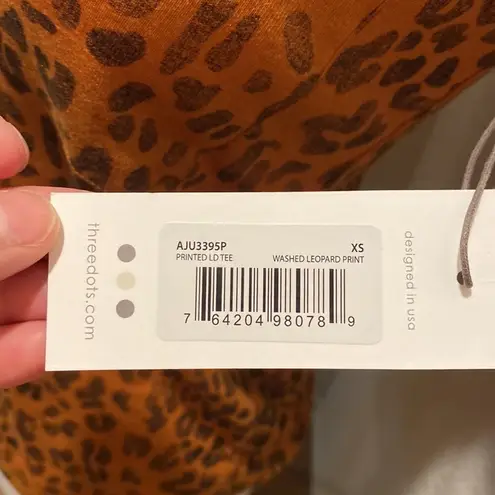 threedots.com
AJU3395P XS
PRINTED LD TEE WASHED LEOPARD PRINT
7 64204 98078 9
designed in usa